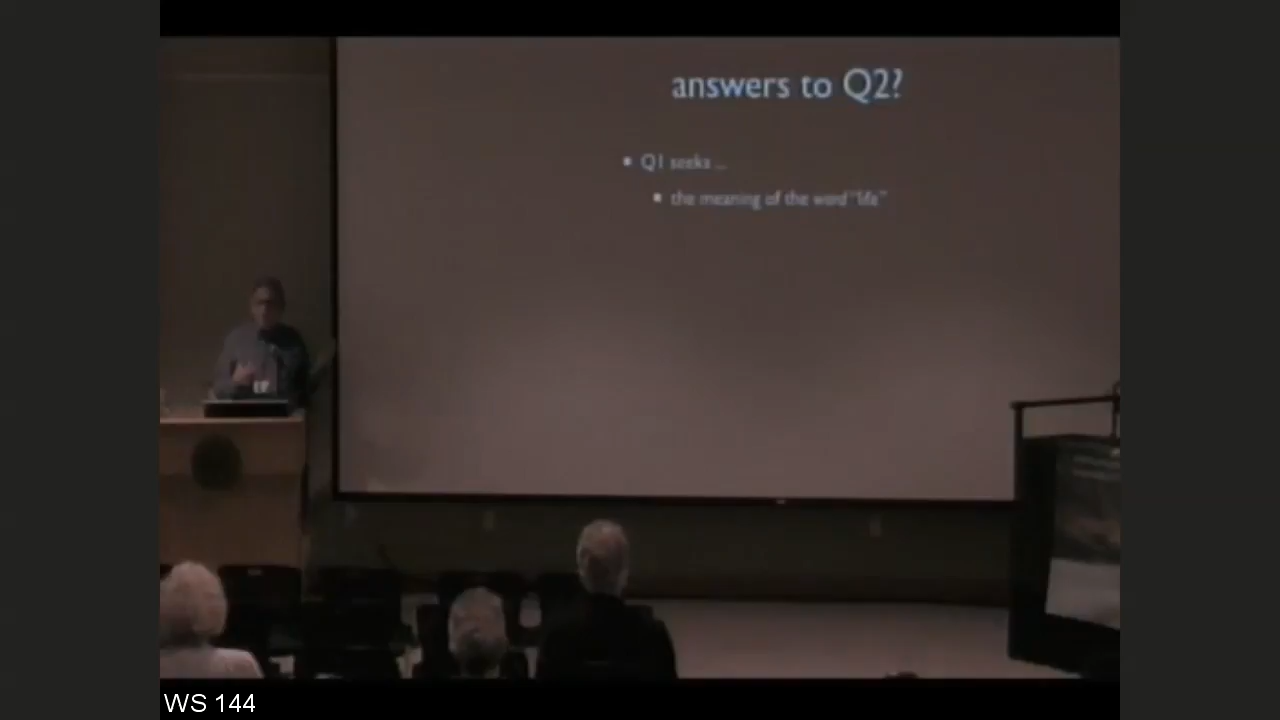 answers to Q2?
Q1 seeks ...
the meaning of the word "life"
WS 144